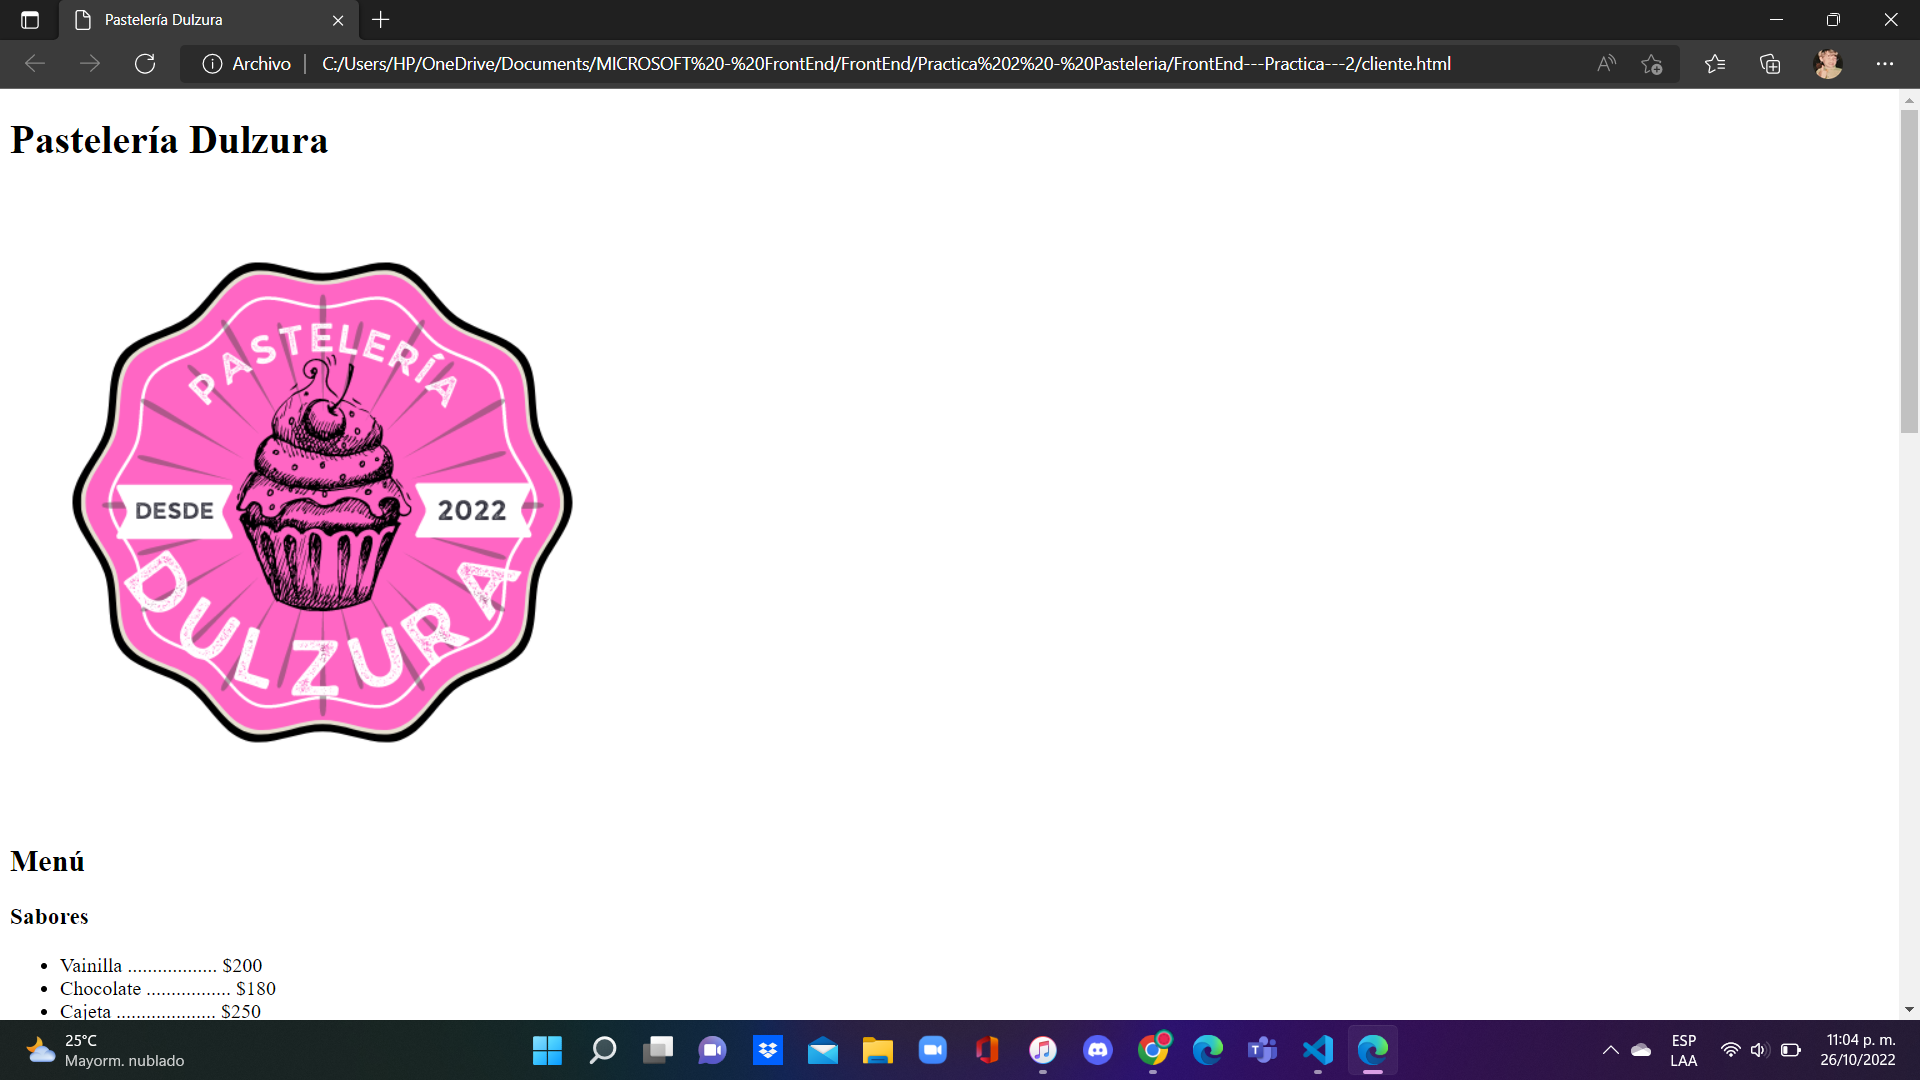 Pastelería Dulzura
Archivo
C:/Users/HP/OneDrive/Documents/MICROSOFT%20-%20FrontEnd/FrontEnd/Practica%202%20-%20Pasteleria/FrontEnd---Practica---2/cliente.html
Pastelería Dulzura
PASTELERÍA
DESDE
2022
DULZURA
Menú
Sabores
• Vainilla .................. $200
• Chocolate ................. $180
• Cajeta .................... $250
25°C
Mayorm. nublado
ESP
LAA
11:04 p. m.
26/10/2022